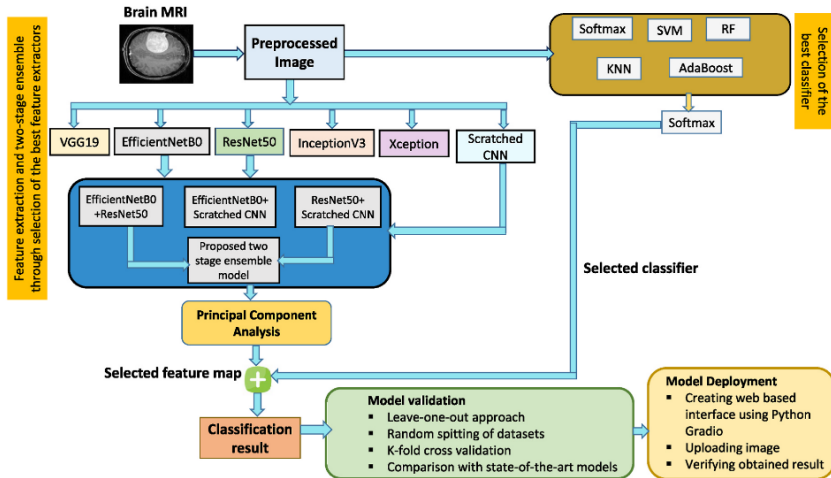 Brain MRI
Preprocessed
Image
Softmax
SVM
RF
KNN
AdaBoost
Selection of the
best classifier
Softmax
Feature extraction and two-stage ensemble
through selection of the best feature extractors
VGG19
EfficientNetB0
ResNet50
InceptionV3
Xception
Scratched
CNN
EfficientNetB0
+ResNet50
EfficientNetB0+
Scratched CNN
ResNet50+
Scratched CNN
Proposed two
stage ensemble
model
Selected classifier
Principal Component
Analysis
Selected feature map
Classification
result
Model validation
▪ Leave-one-out approach
▪ Random spitting of datasets
▪ K-fold cross validation
▪ Comparison with state-of-the-art models
Model Deployment
▪ Creating web based
interface using Python
Gradio
▪ Uploading image
▪ Verifying obtained result